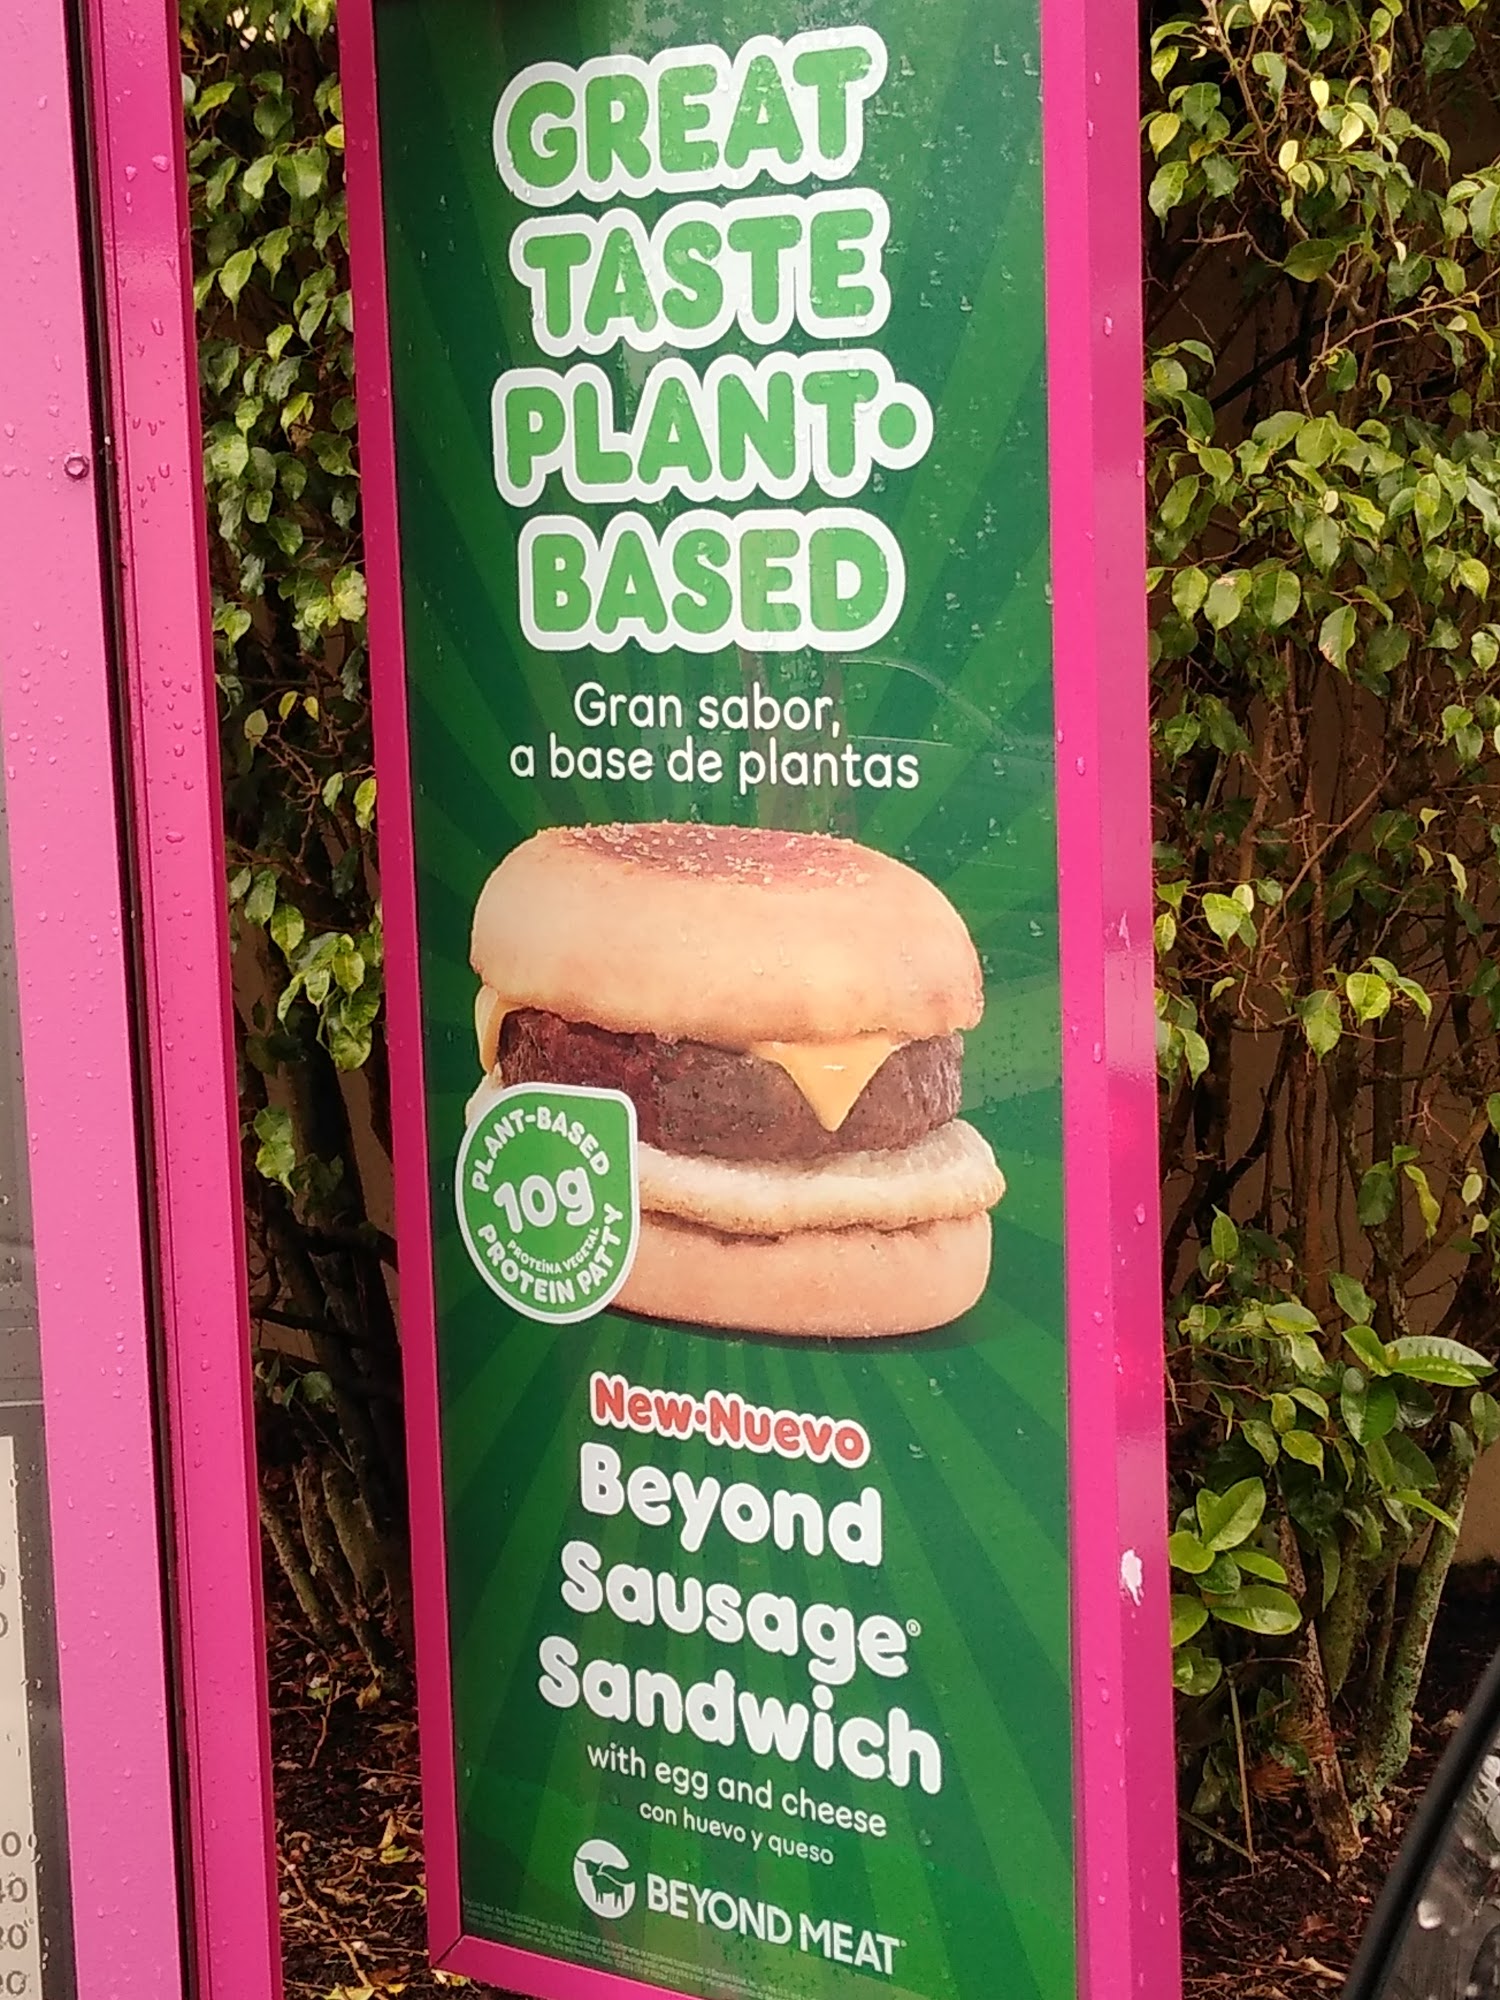 GREAT
TASTE
PLANT•
BASED
Gran sabor,
a base de plantas
PLANT-BASED
10g
PROTEÍNA VEGETAL
PROTEIN PATTY
New•Nuevo
Beyond
Sausage®
Sandwich
with egg and cheese
con huevo y queso
BEYOND MEAT